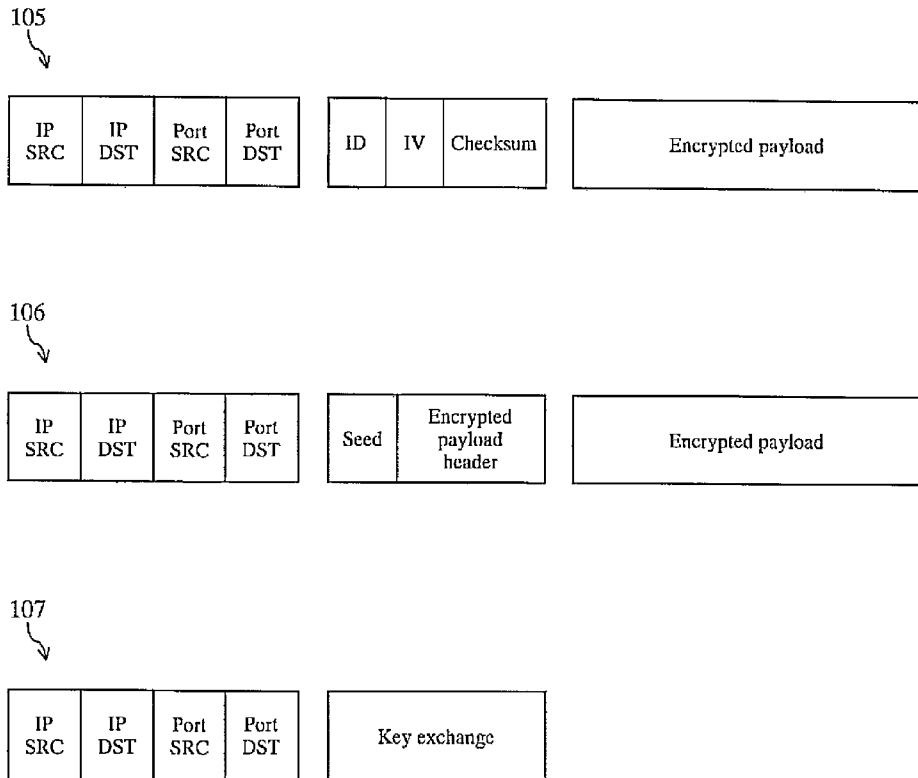 105
IP SRC IP DST Port SRC Port DST ID IV Checksum Encrypted payload
106
IP SRC IP DST Port SRC Port DST Seed Encrypted payload header Encrypted payload
107
IP SRC IP DST Port SRC Port DST Key exchange